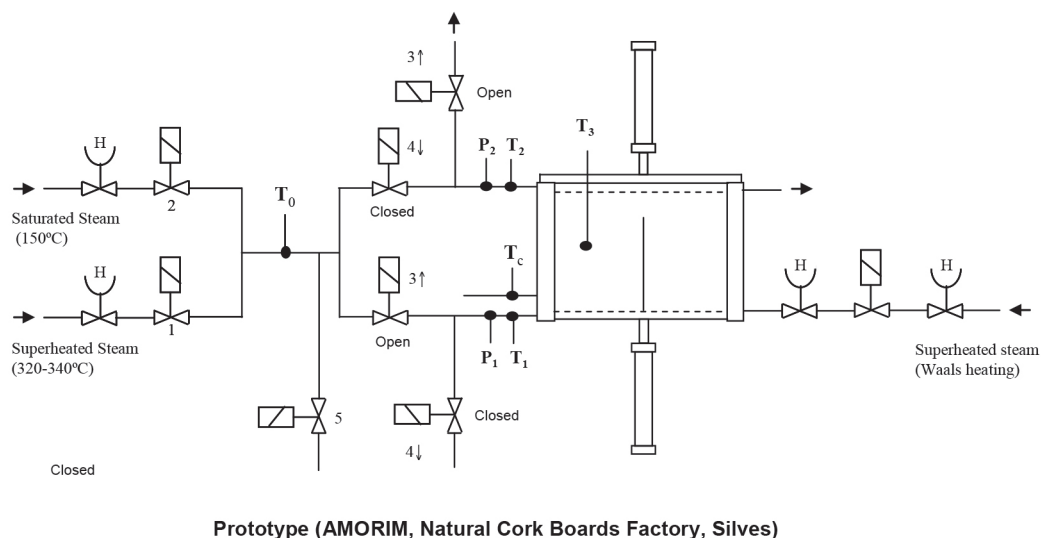 3↑
Open
H
4↓
P2
T2
T3
2
T0
Closed
Saturated Steam
(150ºC)
H
3↑
Tc
H
H
1
Open
P1
T1
Superheated Steam
(320-340ºC)
Superheated steam
(Waals heating)
5
Closed
4↓
Closed
Prototype (AMORIM, Natural Cork Boards Factory, Silves)